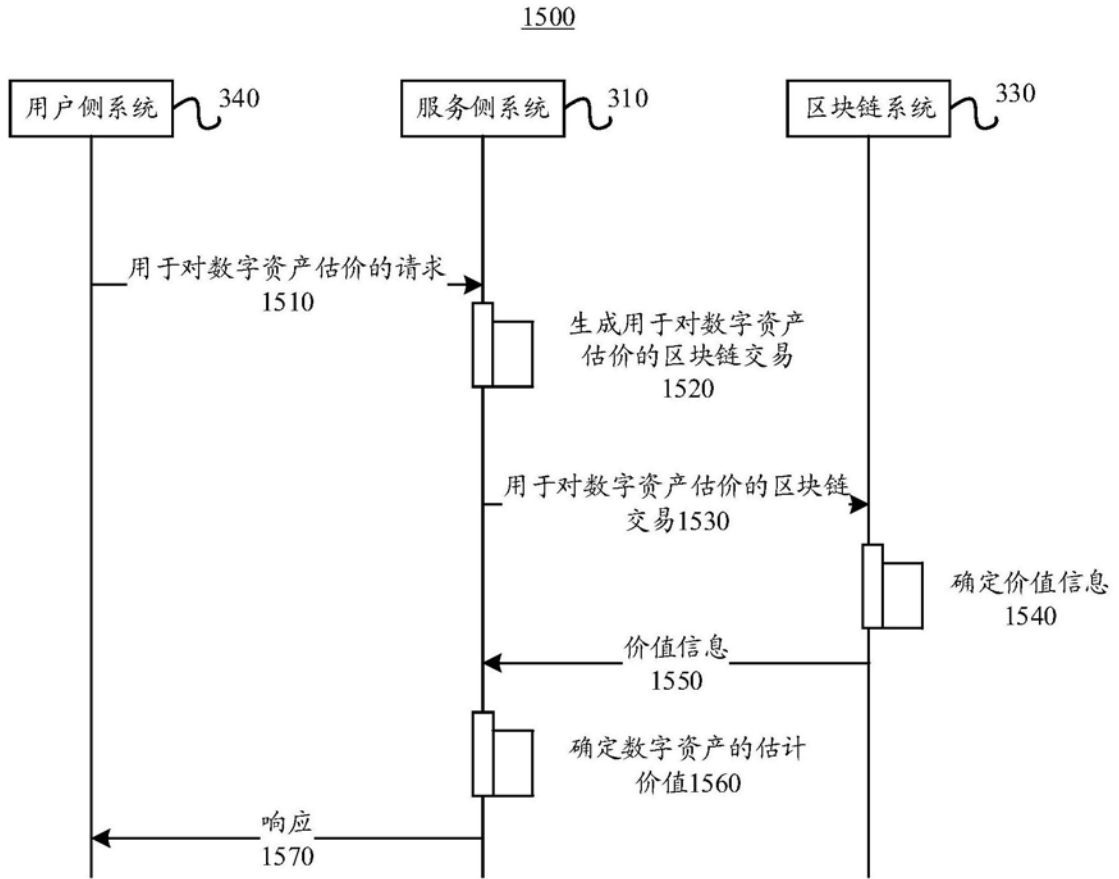 1500
用户侧系统
340
服务侧系统
310
区块链系统
330
用于对数字资产估价的请求
1510
生成用于对数字资产
估价的区块链交易
1520
用于对数字资产估价的区块链
交易1530
确定价值信息
1540
价值信息
1550
确定数字资产的估计
价值1560
响应
1570